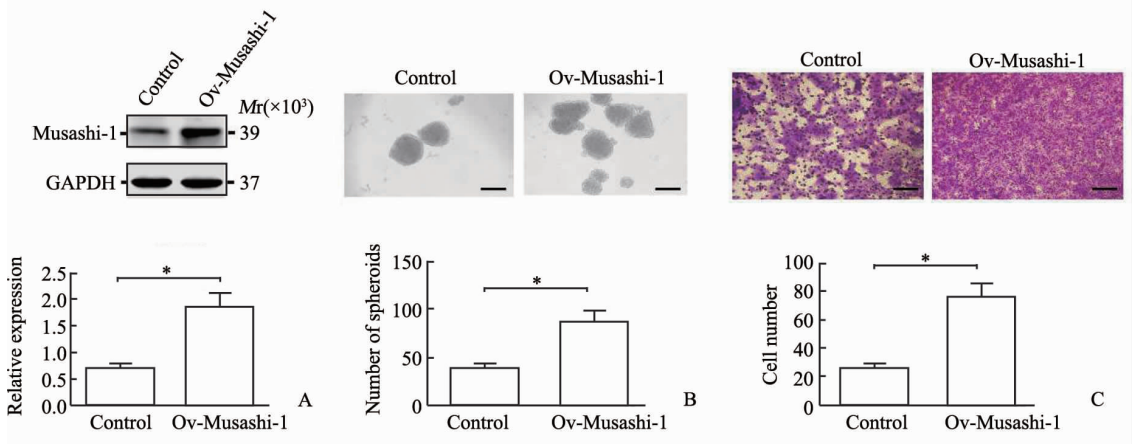 Control
Ov-Musashi-1
Mr(×10³)
Musashi-1
39
GAPDH
37
Relative expression
2.5
2.0
1.5
1.0
0.5
0.0
*
Control
Ov-Musashi-1
A
Control
Ov-Musashi-1
Number of spheroids
150
100
50
0
*
Control
Ov-Musashi-1
B
Control
Ov-Musashi-1
Cell number
100
80
60
40
20
0
*
Control
Ov-Musashi-1
C